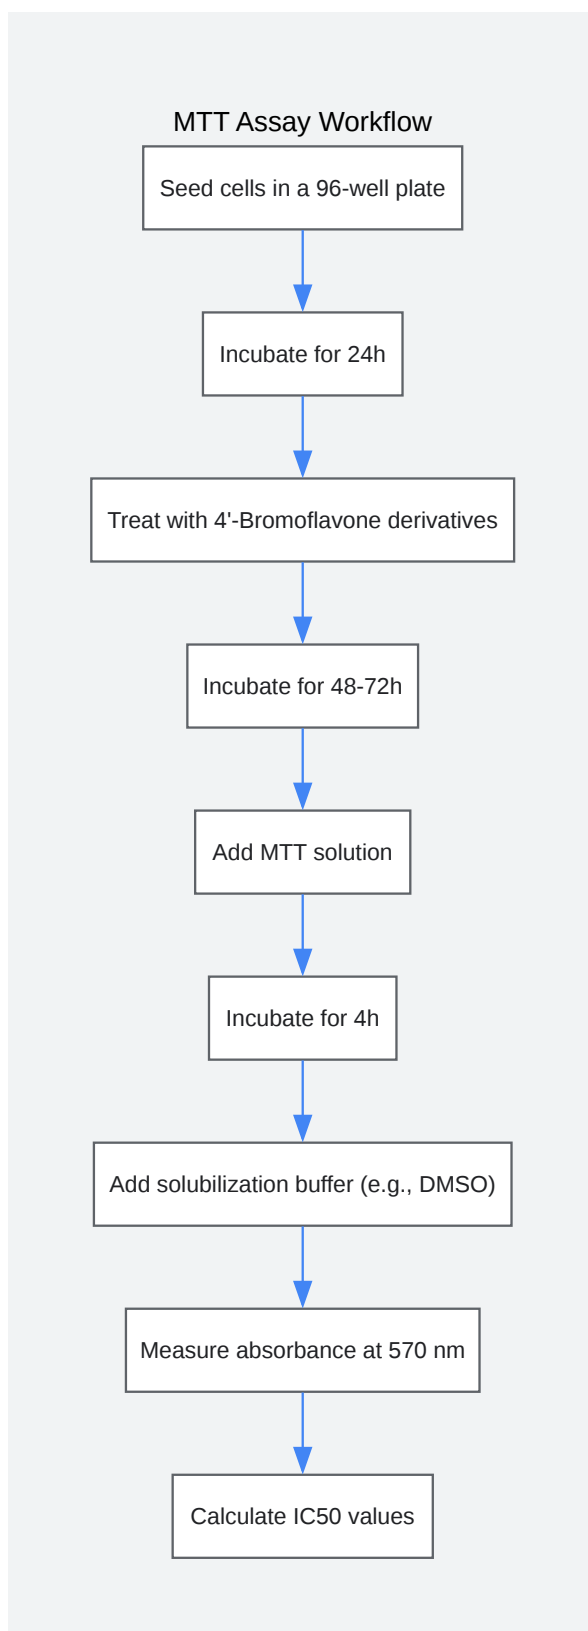 MTT Assay Workflow
Seed cells in a 96-well plate
Incubate for 24h
Treat with 4'-Bromoflavone derivatives
Incubate for 48-72h
Add MTT solution
Incubate for 4h
Add solubilization buffer (e.g., DMSO)
Measure absorbance at 570 nm
Calculate IC50 values